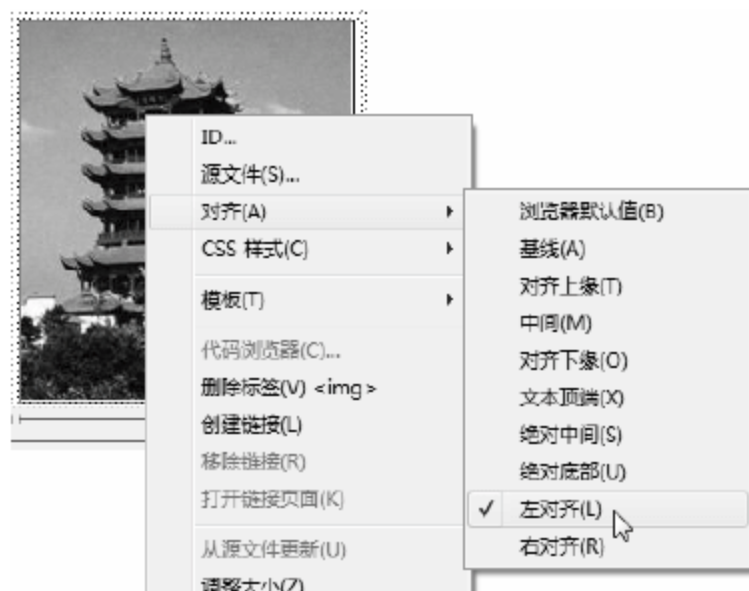 ID...
源文件(S)...
对齐(A)
CSS 样式(C)
模板(T)
代码浏览器(C)...
删除标签(V) <img>
创建链接(L)
移除链接(R)
打开链接页面(K)
从源文件更新(U)
调整大小(Z)
浏览器默认值(B)
基线(A)
对齐上缘(T)
中间(M)
对齐下缘(O)
文本顶端(X)
绝对中间(S)
绝对底部(U)
左对齐(L)
右对齐(R)